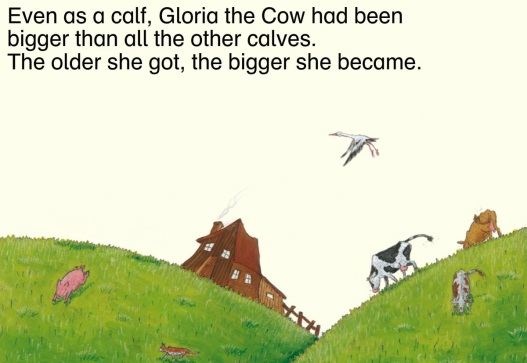 Even as a calf, Gloria the Cow had been
bigger than all the other calves.
The older she got, the bigger she became.